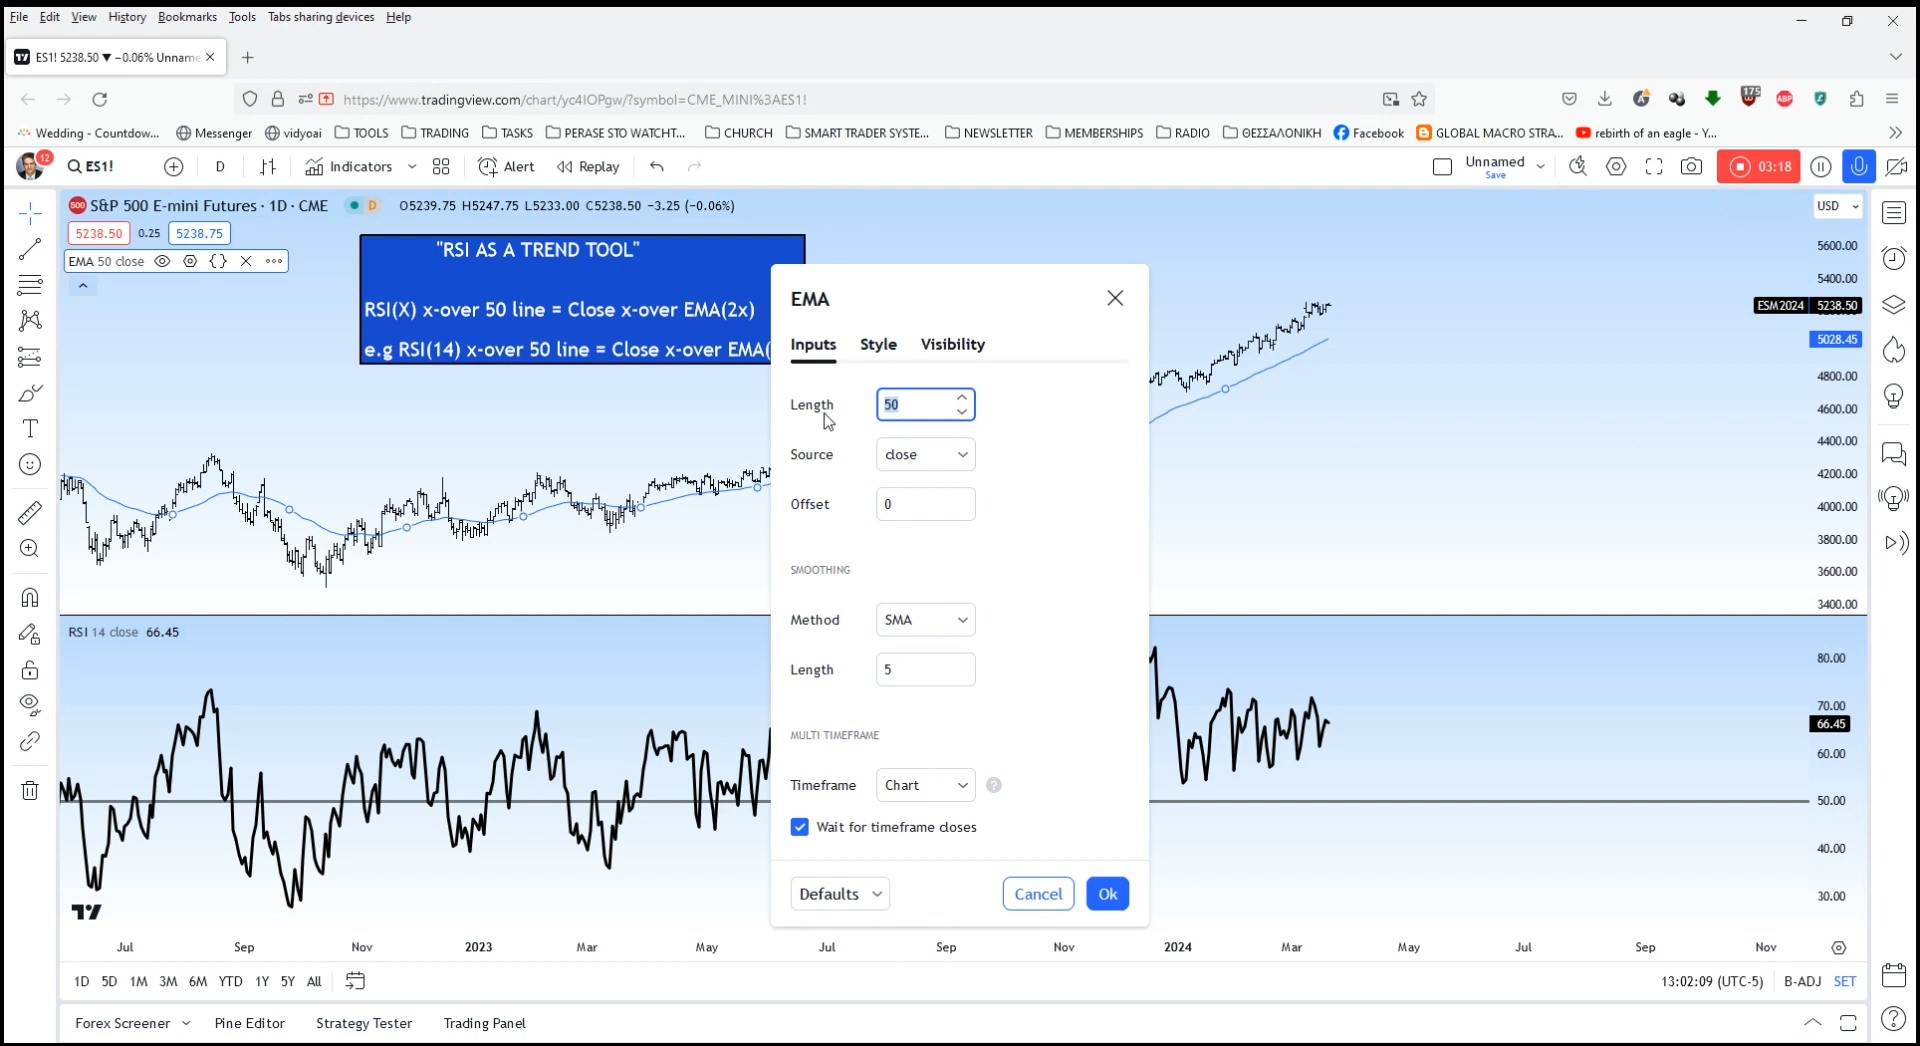 File Edit View History Bookmarks Tools Tabs sharing devices Help
ES1! 5238.50 ▼ −0.06% Unname
https://www.tradingview.com/chart/yc4IOPgw/?symbol=CME_MINI%3AES1!
175
ABP
Wedding - Countdow... Messenger vidyoai TOOLS TRADING TASKS PERASE STO WATCHT... CHURCH SMART TRADER SYSTE... NEWSLETTER MEMBERSHIPS RADIO ΘΕΣΣΑΛΟΝΙΚΗ Facebook GLOBAL MACRO STRA... rebirth of an eagle - Y...
12
ES1! D Indicators Alert Replay Unnamed
Save
03:18
500 S&P 500 E-mini Futures · 1D · CME D O5239.75 H5247.75 L5233.00 C5238.50 −3.25 (−0.06%)
USD
5238.50 0.25 5238.75
EMA 50 close
"RSI AS A TREND TOOL"
RSI(X) x-over 50 line = Close x-over EMA(2x)
e.g RSI(14) x-over 50 line = Close x-over EMA(
5600.00
5400.00
ESM2024 5238.50
5028.45
4800.00
4600.00
4400.00
4200.00
4000.00
3800.00
3600.00
3400.00
EMA
Inputs Style Visibility
Length 50
Source close
Offset 0
SMOOTHING
Method SMA
Length 5
MULTI TIMEFRAME
Timeframe Chart
Wait for timeframe closes
Defaults Cancel Ok
RSI 14 close 66.45
80.00
70.00
66.45
60.00
50.00
40.00
30.00
Jul Sep Nov 2023 Mar May Jul Sep Nov 2024 Mar May Jul Sep Nov
1D 5D 1M 3M 6M YTD 1Y 5Y All
13:02:09 (UTC-5) B-ADJ SET
Forex Screener Pine Editor Strategy Tester Trading Panel